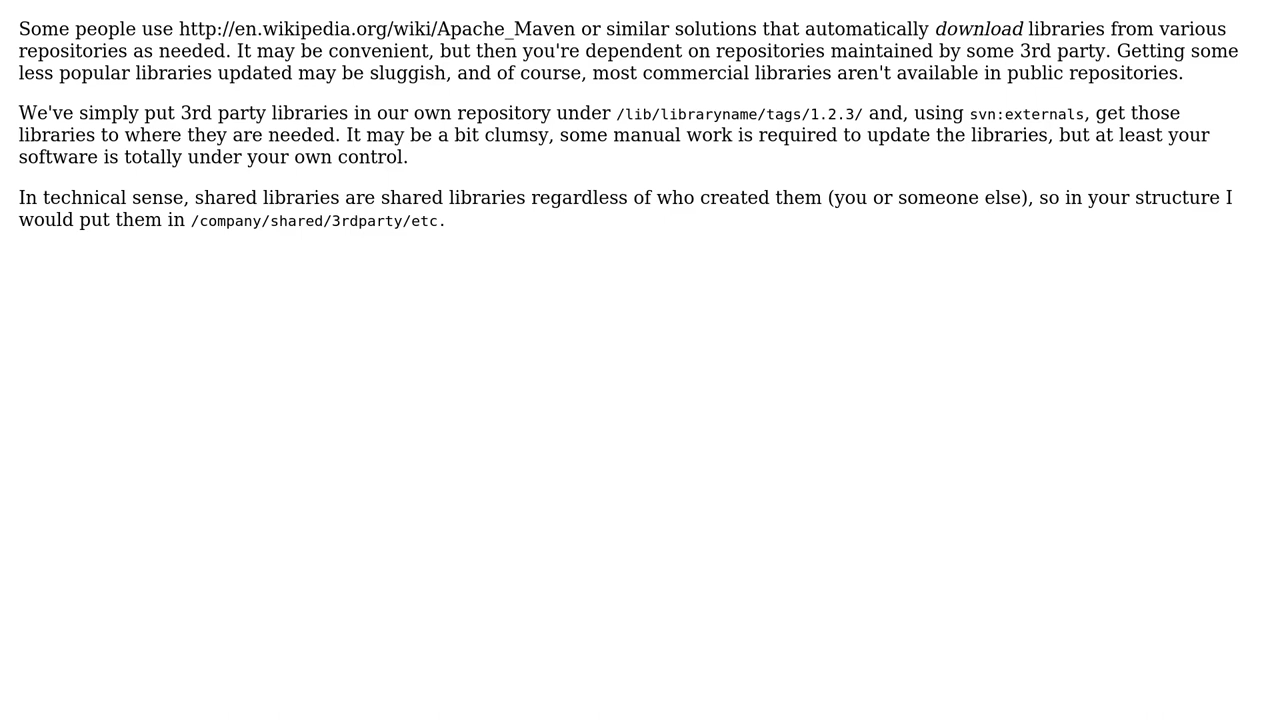 Some people use http://en.wikipedia.org/wiki/Apache_Maven or similar solutions that automatically download libraries from various
repositories as needed. It may be convenient, but then you're dependent on repositories maintained by some 3rd party. Getting some
less popular libraries updated may be sluggish, and of course, most commercial libraries aren't available in public repositories.
We've simply put 3rd party libraries in our own repository under /lib/libraryname/tags/1.2.3/ and, using svn:externals, get those
libraries to where they are needed. It may be a bit clumsy, some manual work is required to update the libraries, but at least your
software is totally under your own control.
In technical sense, shared libraries are shared libraries regardless of who created them (you or someone else), so in your structure I
would put them in /company/shared/3rdparty/etc.